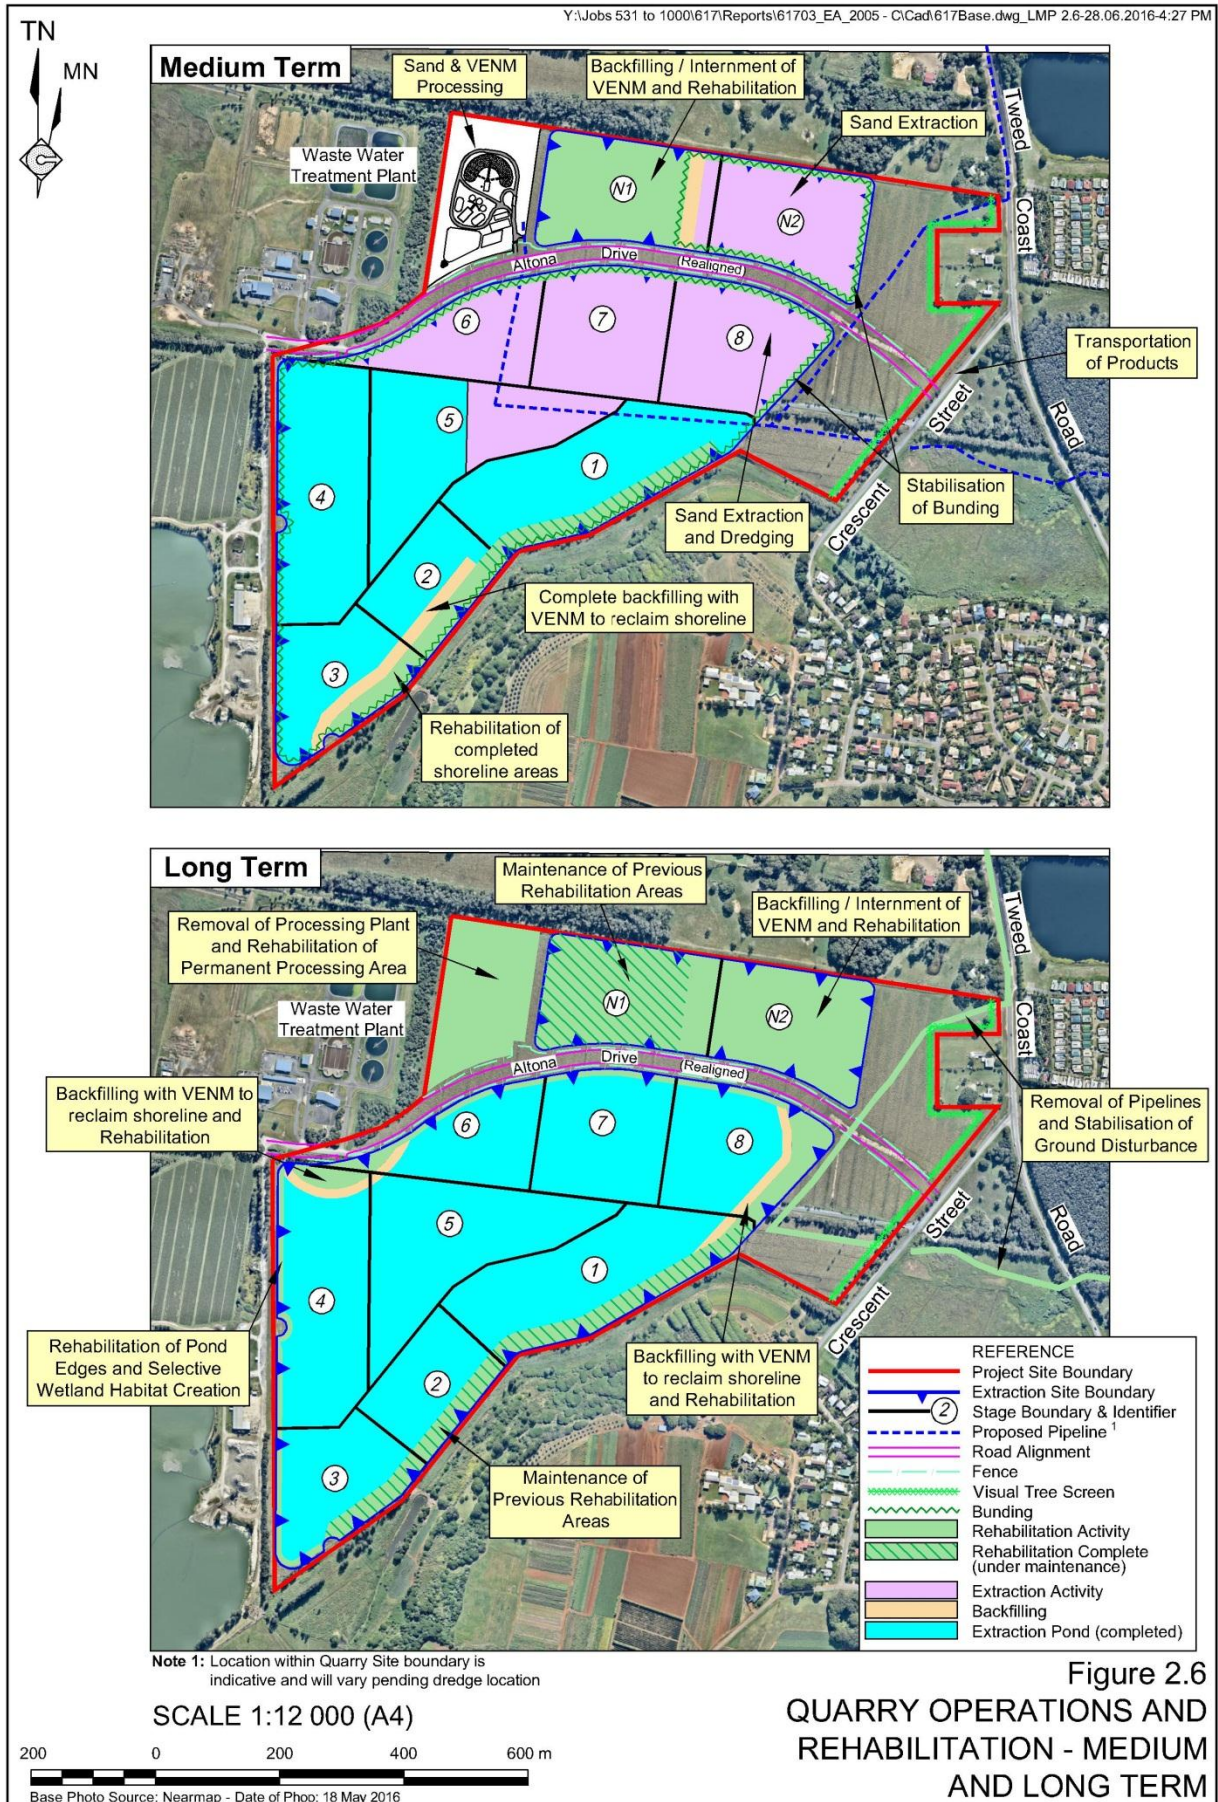 Y:\Jobs 531 to 1000\617\Reports\61703_EA_2005 - C\Cad\617Base.dwg_LMP 2.6-28.06.2016-4:27 PM
TN
MN
Medium Term
Sand & VENM
Processing
Backfilling / Internment of
VENM and Rehabilitation
Sand Extraction
Waste Water
Treatment Plant
N1
N2
Altona
Drive
(Realigned
Tweed
Coast
Road
6
7
8
5
4
1
2
3
Transportation
of Products
Street
Crescent
Stabilisation
of Bunding
Sand Extraction
and Dredging
Complete backfilling with
VENM to reclaim shoreline
Rehabilitation of
completed
shoreline areas
Long Term
Maintenance of Previous
Rehabilitation Areas
Removal of Processing Plant
and Rehabilitation of
Permanent Processing Area
Backfilling / Internment of
VENM and Rehabilitation
Waste Water
Treatment Plant
N1
N2
Altona
Drive
(Realigned)
Tweed
Coast
Road
Backfilling with VENM to
reclaim shoreline and
Rehabilitation
Removal of Pipelines
and Stabilisation of
Ground Disturbance
6
7
8
5
4
1
2
3
Street
Crescent
Rehabilitation of Pond
Edges and Selective
Wetland Habitat Creation
Backfilling with VENM
to reclaim shoreline
and Rehabilitation
Maintenance of
Previous Rehabilitation
Areas
REFERENCE
Project Site Boundary
Extraction Site Boundary
2 Stage Boundary & Identifier
Proposed Pipeline 1
Road Alignment
Fence
Visual Tree Screen
Bunding
Rehabilitation Activity
Rehabilitation Complete
(under maintenance)
Extraction Activity
Backfilling
Extraction Pond (completed)
Note 1: Location within Quarry Site boundary is
indicative and will vary pending dredge location
SCALE 1:12 000 (A4)
200 0 200 400 600 m
Base Photo Source: Nearmap - Date of Phop: 18 May 2016
Figure 2.6
QUARRY OPERATIONS AND
REHABILITATION - MEDIUM
AND LONG TERM